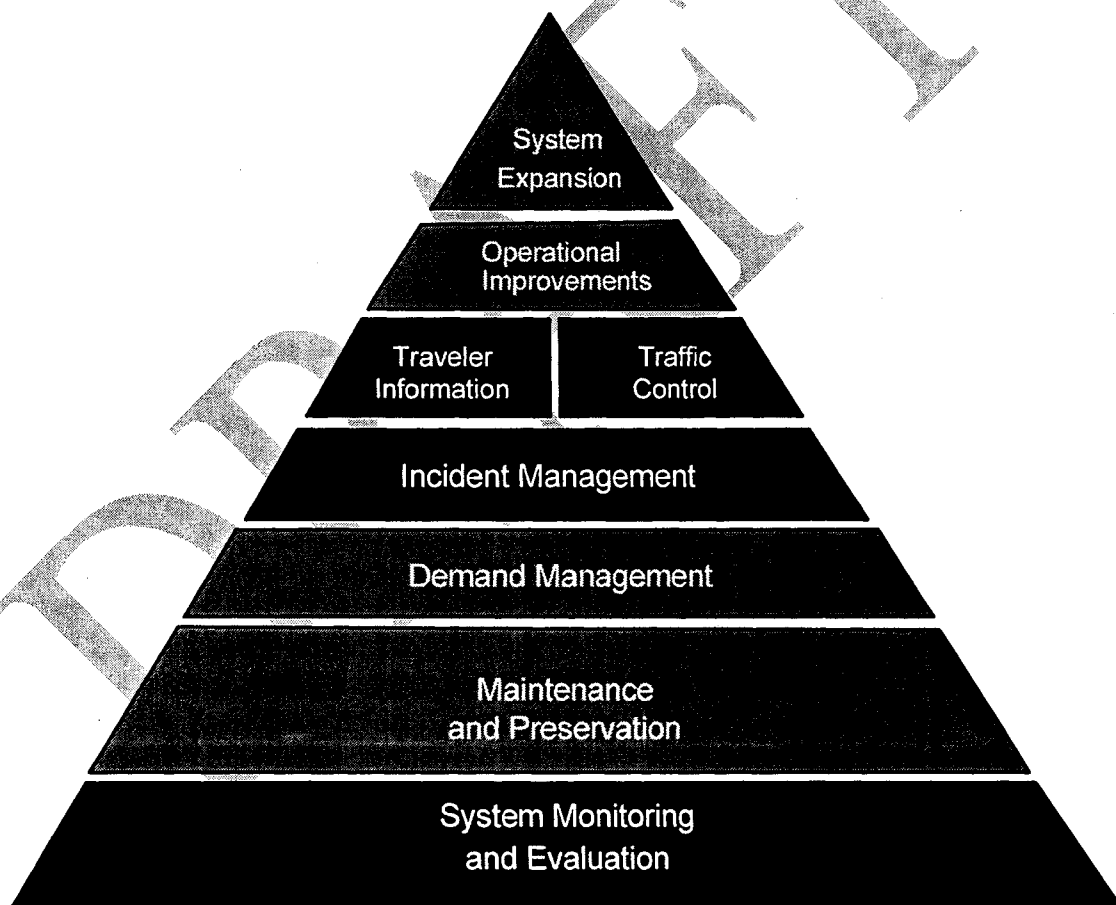 System
Expansion
Operational
Improvements
Traveler
Information
Traffic
Control
Incident Management
Demand Management
Maintenance
and Preservation
System Monitoring
and Evaluation
DRAFT